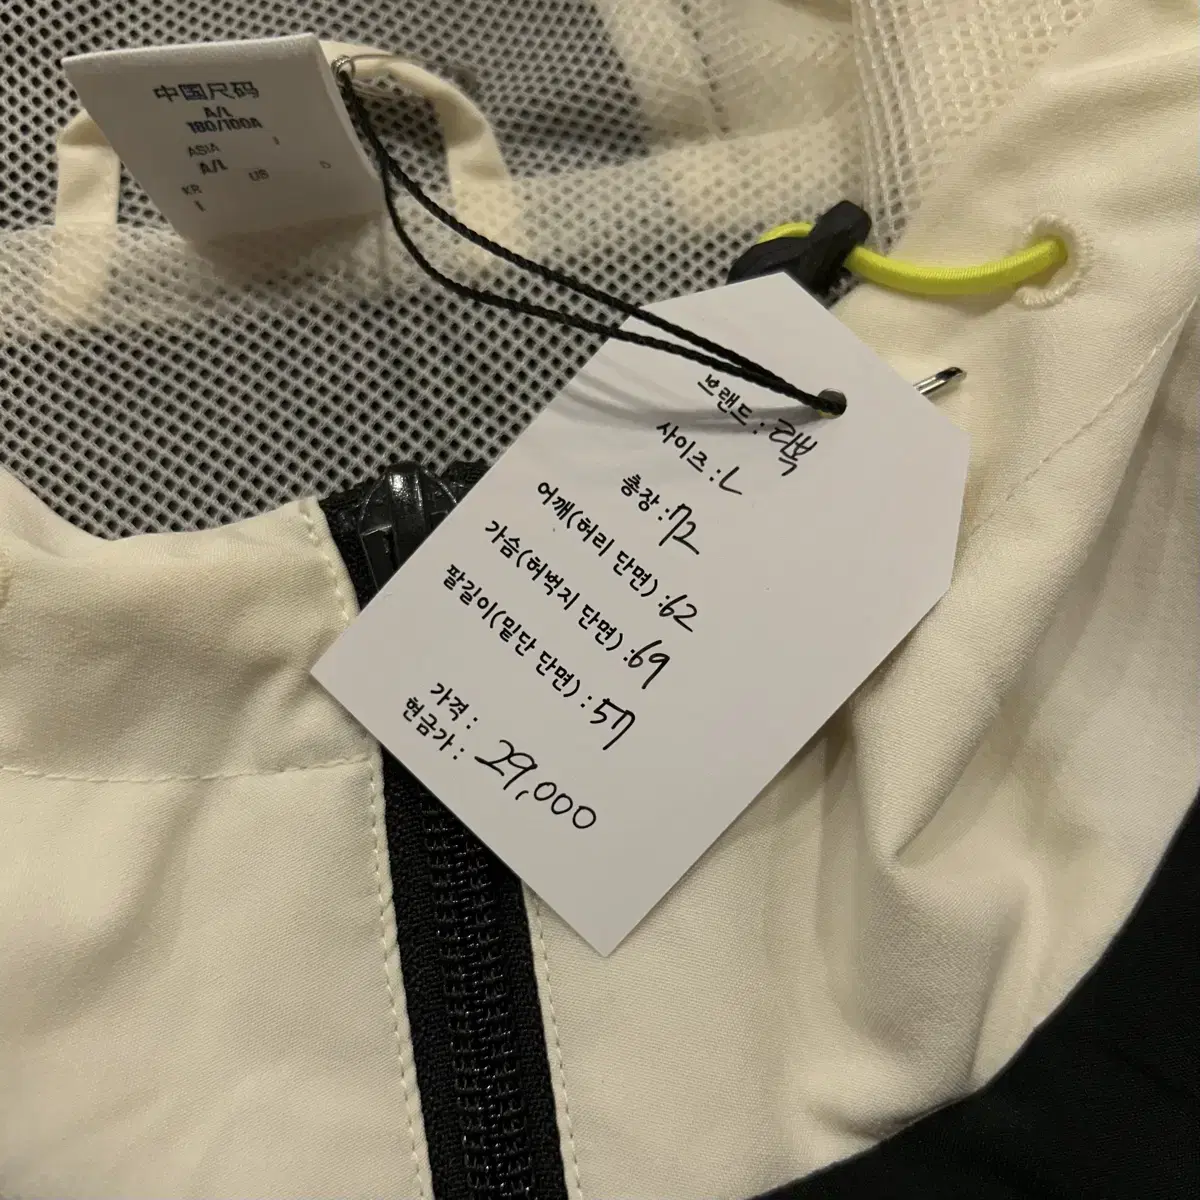 中国尺码
A/L
180/100A
ASIA
A/L
KR US
브랜드 : 리복
사이즈 : L
총장 : 72
어깨(허리 단면) : 62
가슴(허벅지 단면) : 69
팔길이(밑단 단면) : 57
가격 :
현금가 : 29,000